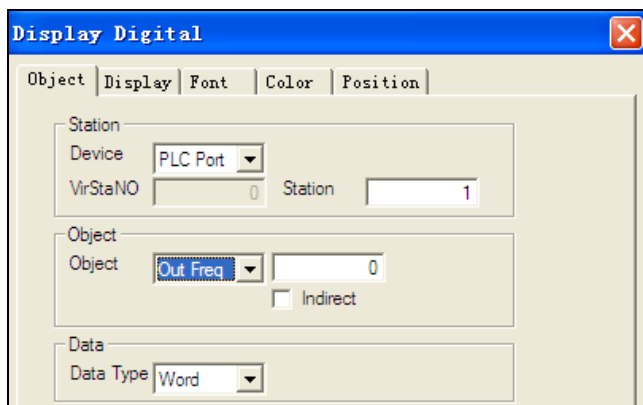 Display Digital
Object Display Font Color Position
Station
Device PLC Port
VirStaNO 0 Station 1
Object
Object Out Freq 0
Indirect
Data
Data Type Word